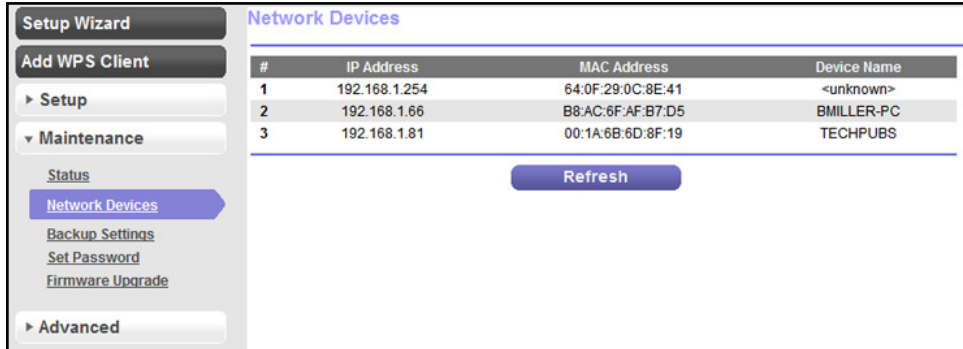 Setup Wizard
Add WPS Client
Setup
Maintenance
Status
Network Devices
Backup Settings
Set Password
Firmware Upgrade
Advanced
Network Devices
# IP Address MAC Address Device Name
1 192.168.1.254 64:0F:29:0C:8E:41 <unknown>
2 192.168.1.66 B8:AC:6F:AF:B7:D5 BMILLER-PC
3 192.168.1.81 00:1A:6B:6D:8F:19 TECHPUBS
Refresh